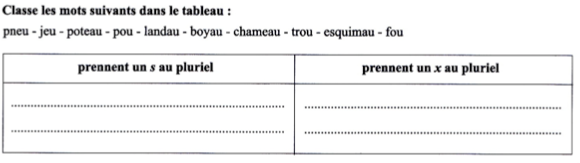 Classe les mots suivants dans le tableau :
pneu - jeu - poteau - pou - landau - boyau - chameau - trou - esquimau - fou
prennent un s au pluriel
prennent un x au pluriel